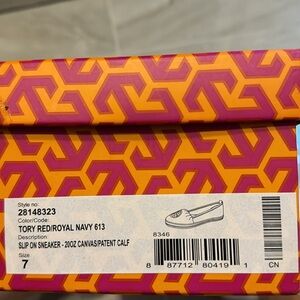 Style no:
28148323
Color/Code:
TORY RED/ROYAL NAVY 613
Description:
SLIP ON SNEAKER - 20OZ CANVAS/PATENT CALF
Size
7
8346
8 87712 80419 1
CN